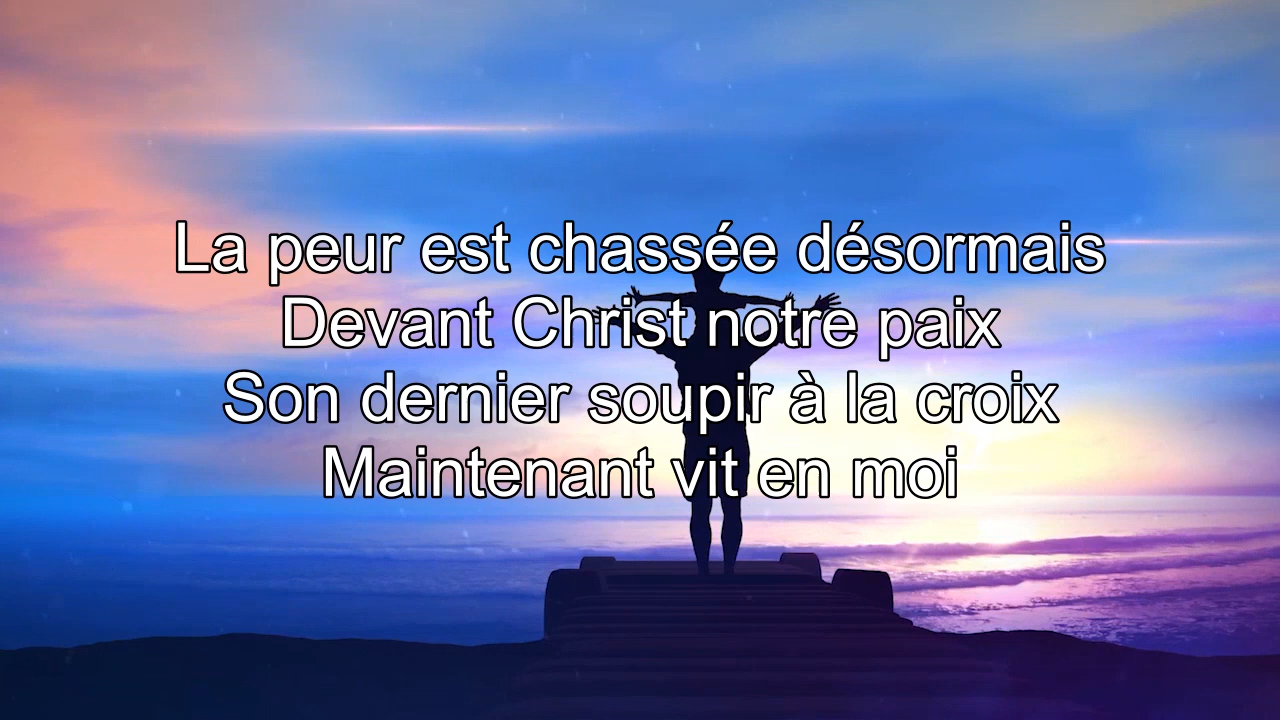 La peur est chassée désormais
Devant Christ notre paix
Son dernier soupir à la croix
Maintenant vit en moi